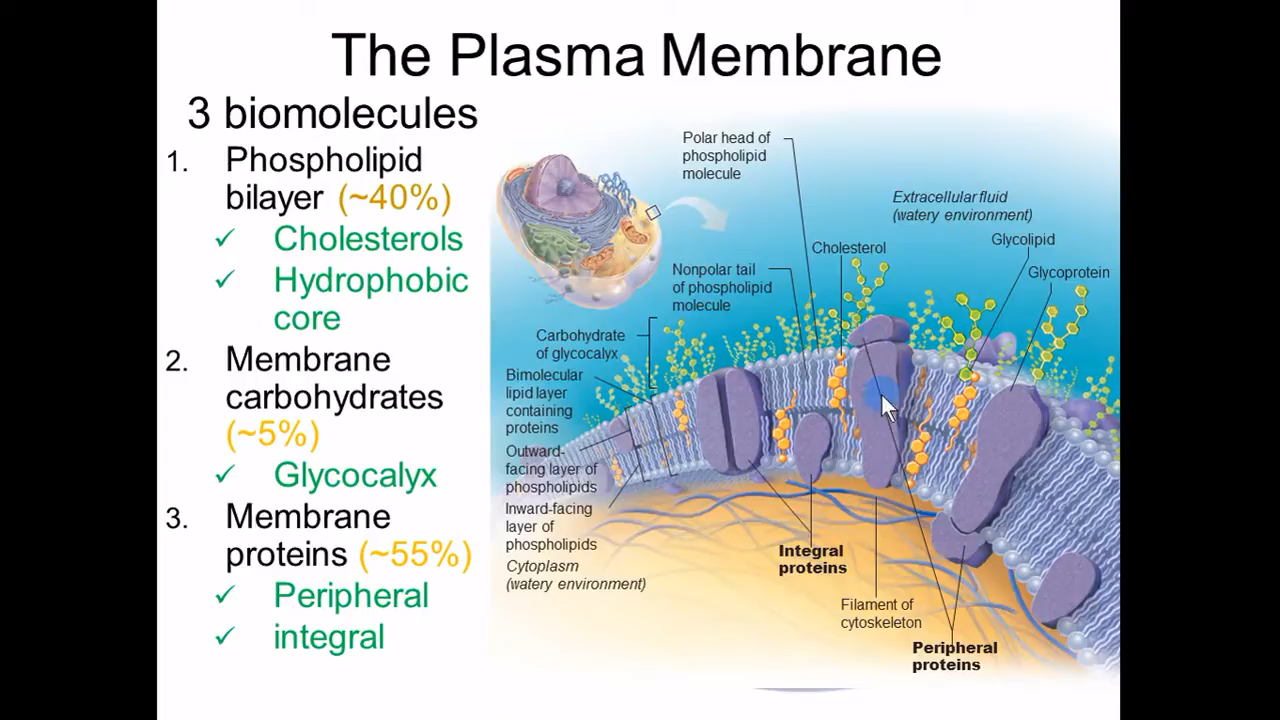 The Plasma Membrane
3 biomolecules
1. Phospholipid
bilayer (~40%)
✓ Cholesterols
✓ Hydrophobic
core
2. Membrane
carbohydrates
(~5%)
✓ Glycocalyx
3. Membrane
proteins (~55%)
✓ Peripheral
✓ integral
Polar head of
phospholipid
molecule
Extracellular fluid
(watery environment)
Cholesterol
Glycolipid
Glycoprotein
Nonpolar tail
of phospholipid
molecule
Carbohydrate
of glycocalyx
Bimolecular
lipid layer
containing
proteins
Outward-
facing layer of
phospholipids
Inward-facing
layer of
phospholipids
Cytoplasm
(watery environment)
Integral
proteins
Filament of
cytoskeleton
Peripheral
proteins